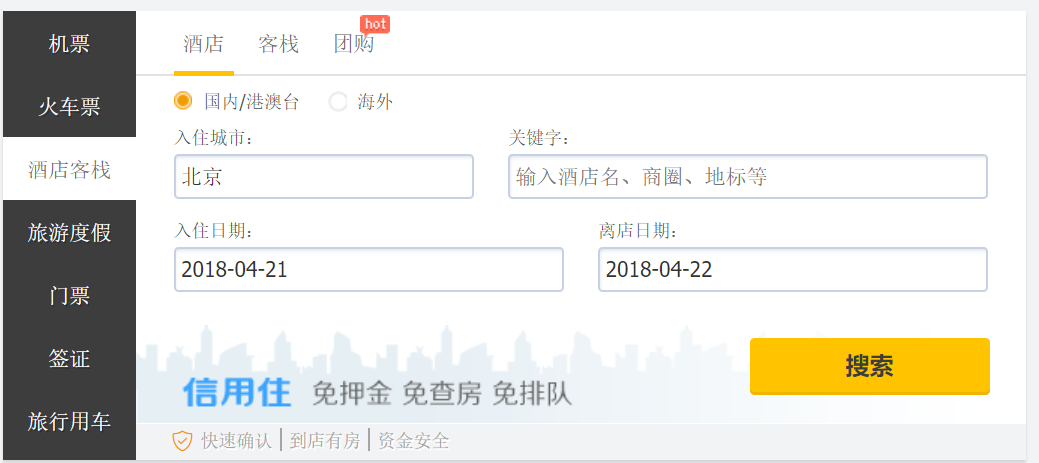 机票
火车票
酒店客栈
旅游度假
门票
签证
旅行用车
酒店 客栈 团购 hot
国内/港澳台 海外
入住城市: 关键字:
北京 输入酒店名、商圈、地标等
入住日期: 离店日期:
2018-04-21 2018-04-22
搜索
信用住 免押金 免查房 免排队
快速确认 | 到店有房 | 资金安全